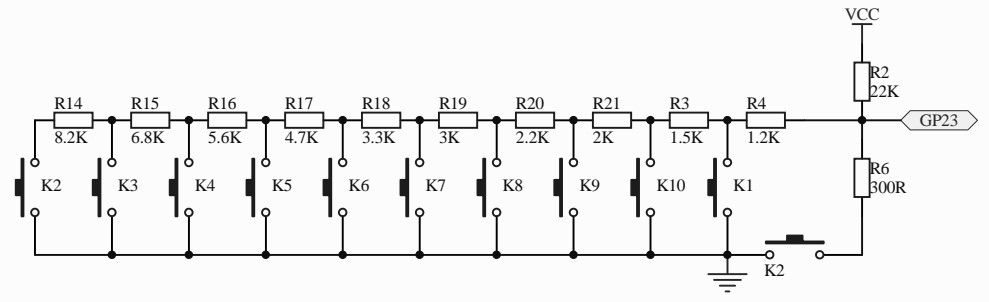 VCC
R2
22K
R14
R15
R16
R17
R18
R19
R20
R21
R3
R4
8.2K
6.8K
5.6K
4.7K
3.3K
3K
2.2K
2K
1.5K
1.2K
GP23
R6
300R
K2
K3
K4
K5
K6
K7
K8
K9
K10
K1
K2